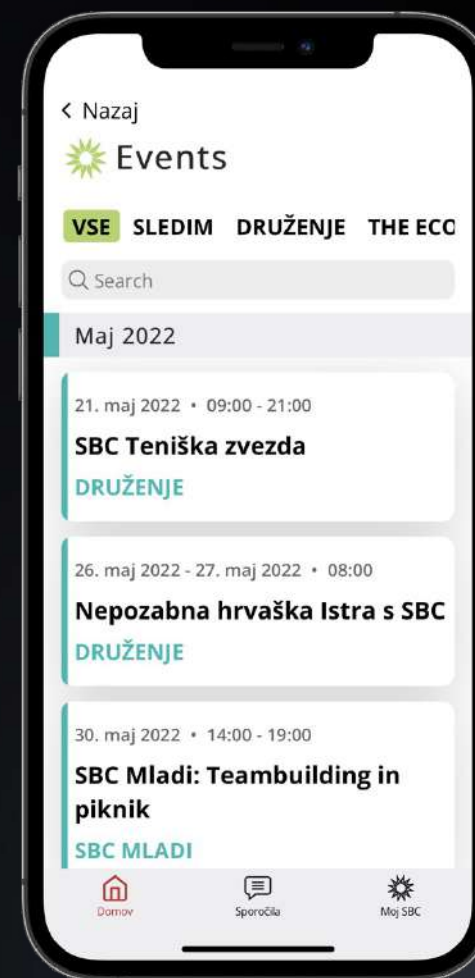 Nazaj
Events
VSE SLEDIM DRUŽENJE THE ECO
Search
Maj 2022
21. maj 2022 • 09:00 - 21:00
SBC Teniška zvezda
DRUŽENJE
26. maj 2022 - 27. maj 2022 • 08:00
Nepozabna hrvaška Istra s SBC
DRUŽENJE
30. maj 2022 • 14:00 - 19:00
SBC Mladi: Teambuilding in
piknik
SBC MLADI
Domov Sporočila Moj SBC